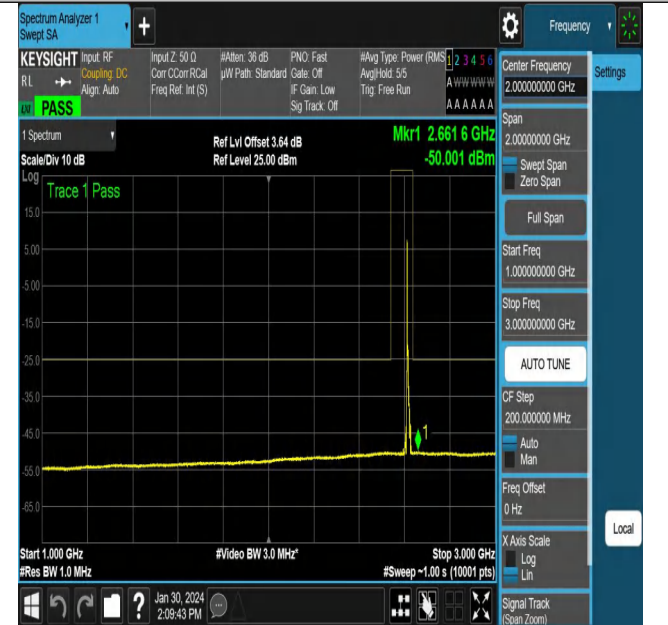 Spectrum Analyzer 1
Swept SA
+
Frequency
KEYSIGHT
RL
LXI
PASS
Input: RF
Coupling: DC
Align: Auto
Input Z: 50 Ω
Corr CCorr RCal
Freq Ref: Int (S)
#Atten: 36 dB
µW Path: Standard
PNO: Fast
Gate: Off
IF Gain: Low
Sig Track: Off
#Avg Type: Power (RMS
Avg|Hold: 5/5
Trig: Free Run
1 2 3 4 5 6
A W W W W W
A A A A A A
Center Frequency
2.000000000 GHz
Settings
Span
2.00000000 GHz
Swept Span
Zero Span
Full Span
Start Freq
1.000000000 GHz
Stop Freq
3.000000000 GHz
AUTO TUNE
CF Step
200.000000 MHz
Auto
Man
Freq Offset
0 Hz
X Axis Scale
Log
Lin
Signal Track
(Span Zoom)
Local
1 Spectrum
Scale/Div 10 dB
Ref Lvl Offset 3.64 dB
Ref Level 25.00 dBm
Mkr1 2.661 6 GHz
-50.001 dBm
Log
Trace 1 Pass
15.0
5.00
-5.00
-15.0
-25.0
-35.0
-45.0
-55.0
-65.0
1
Start 1.000 GHz
#Res BW 1.0 MHz
#Video BW 3.0 MHz*
Stop 3.000 GHz
#Sweep ~1.00 s (10001 pts)
?
Jan 30, 2024
2:09:43 PM